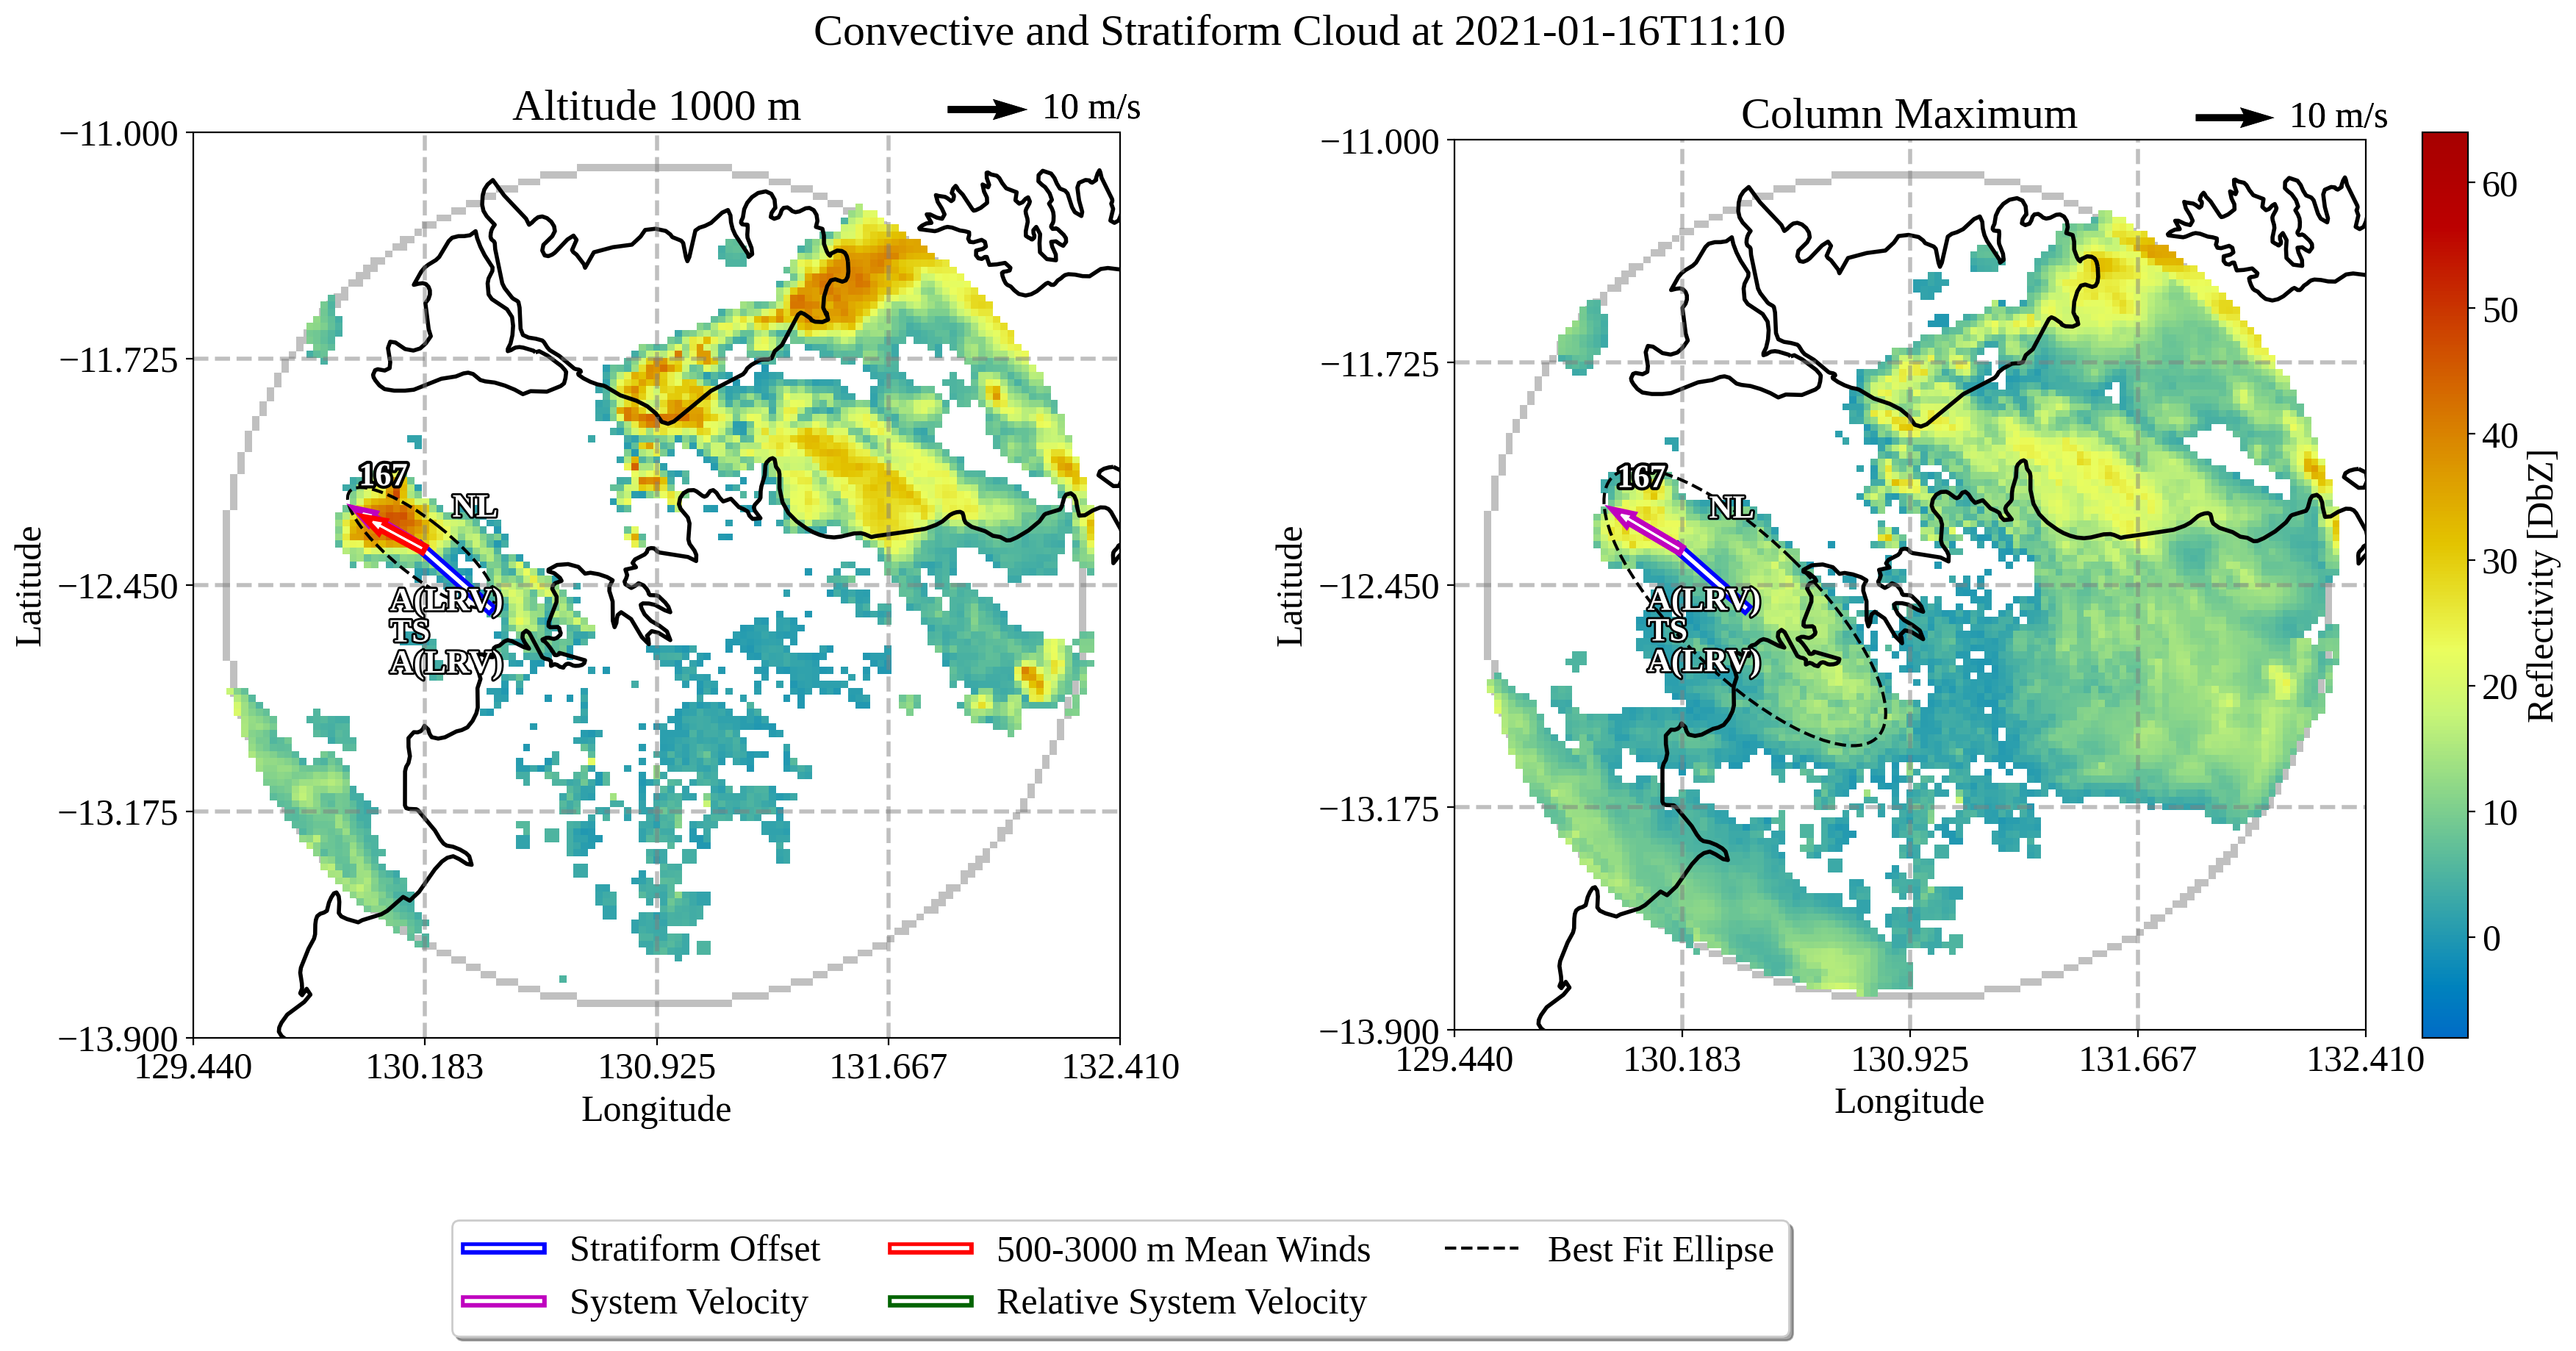 Convective and Stratiform Cloud at 2021-01-16T11:10
Altitude 1000 m
10 m/s
−11.000
−11.725
−12.450
−13.175
−13.900
129.440
130.183
130.925
131.667
132.410
Latitude
Longitude
167
NL
A(LRV)
TS
A(LRV)
Column Maximum
10 m/s
−11.000
−11.725
−12.450
−13.175
−13.900
129.440
130.183
130.925
131.667
132.410
Latitude
Longitude
167
NL
A(LRV)
TS
A(LRV)
60
50
40
30
20
10
0
Reflectivity [DbZ]
Stratiform Offset
System Velocity
500-3000 m Mean Winds
Relative System Velocity
Best Fit Ellipse